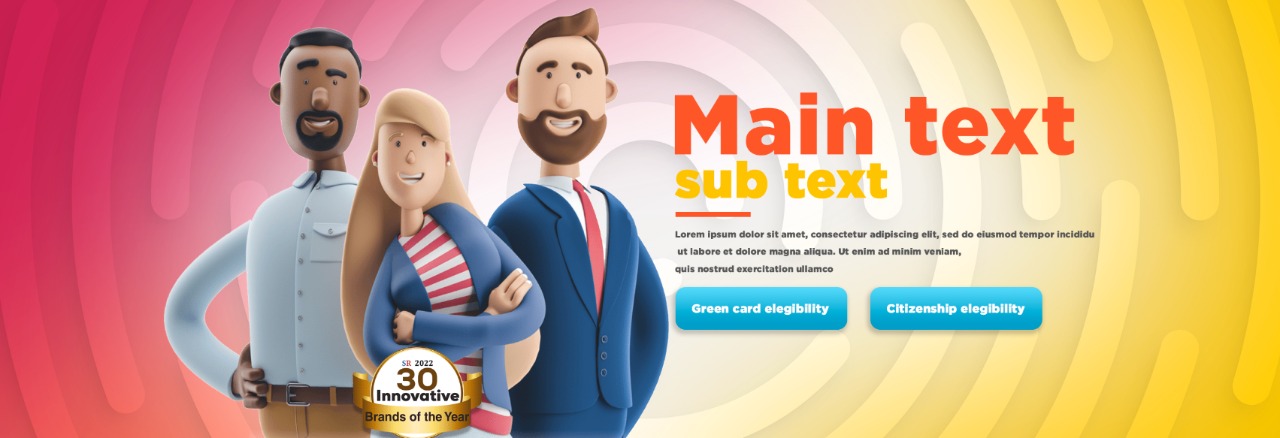 Main text
sub text
Lorem ipsum dolor sit amet, consectetur adipiscing elit, sed do eiusmod tempor incididu
ut labore et dolore magna aliqua. Ut enim ad minim veniam,
quis nostrud exercitation ullamco
Green card elegibility
Citizenship elegibility
SR 2022
30
Innovative
Brands of the Year